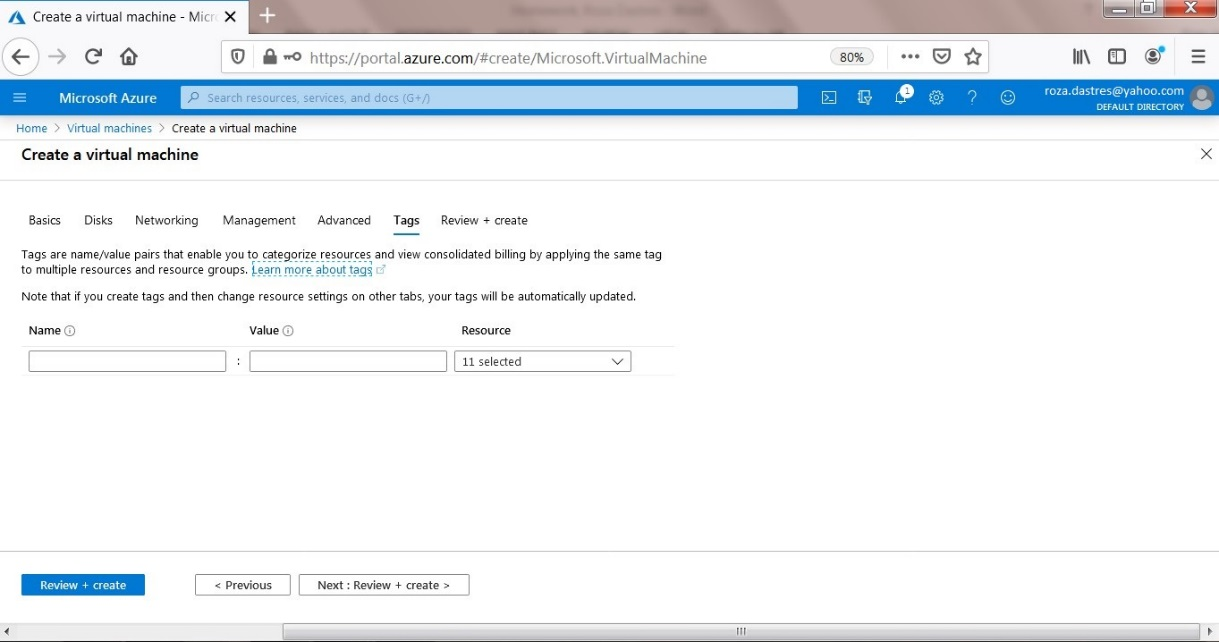 Create a virtual machine - Micr
https://portal.azure.com/#create/Microsoft.VirtualMachine
80%
Microsoft Azure
Search resources, services, and docs (G+/)
1
roza.dastres@yahoo.com
DEFAULT DIRECTORY
Home > Virtual machines > Create a virtual machine
Create a virtual machine
Basics Disks Networking Management Advanced Tags Review + create
Tags are name/value pairs that enable you to categorize resources and view consolidated billing by applying the same tag
to multiple resources and resource groups. Learn more about tags
Note that if you create tags and then change resource settings on other tabs, your tags will be automatically updated.
Name Value Resource
: 11 selected
Review + create < Previous Next : Review + create >